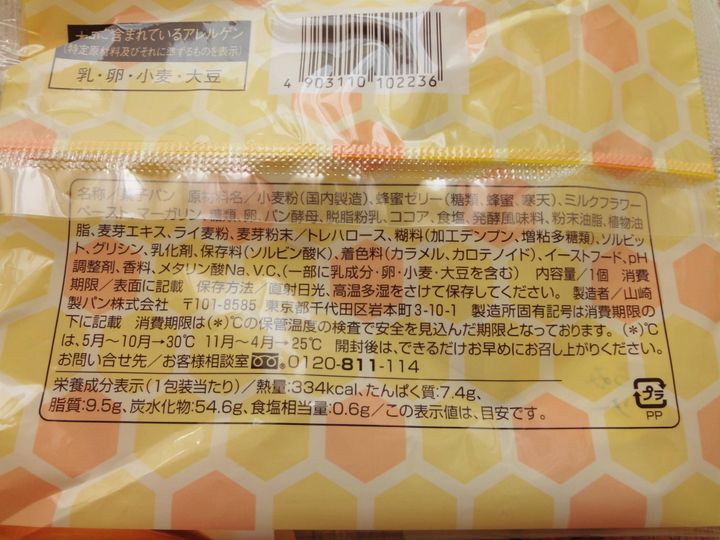 に含まれているアレルゲン
(特定原材料及びそれに準ずるものを表示)
乳・卵・小麦・大豆
4 903110 102236
名称/菓子パン 原材料名/小麦粉(国内製造)、蜂蜜ゼリー(糖類、蜂蜜、寒天)、ミルクフラワー
ペースト、マーガリン、糖類、卵、パン酵母、脱脂粉乳、ココア、食塩、発酵風味料、粉末油脂、植物油
脂、麦芽エキス、ライ麦粉、麦芽粉末/トレハロース、糊料(加工デンプン、増粘多糖類)、ソルビッ
ト、グリシン、乳化剤、保存料(ソルビン酸K)、着色料(カラメル、カロテノイド)、イーストフード、pH
調整剤、香料、メタリン酸Na、V.C、(一部に乳成分・卵・小麦・大豆を含む) 内容量/1個 消費
期限/表面に記載 保存方法/直射日光、高温多湿をさけて保存してください。 製造者/山崎
製パン株式会社 〒101-8585 東京都千代田区岩本町3-10-1 製造所固有記号は消費期限の
下に記載 消費期限は(*)℃の保管温度の検査で安全を見込んだ期限となっております。(*)℃
は、5月〜10月→30℃ 11月〜4月→25℃ 開封後は、できるだけお早めにお召し上がりください。
お問い合せ先/お客様相談室 0120-811-114
栄養成分表示(1包装当たり)/熱量:334kcal、たんぱく質:7.4g、
脂質:9.5g、炭水化物:54.6g、食塩相当量:0.6g/この表示値は、目安です。
プラ
PP